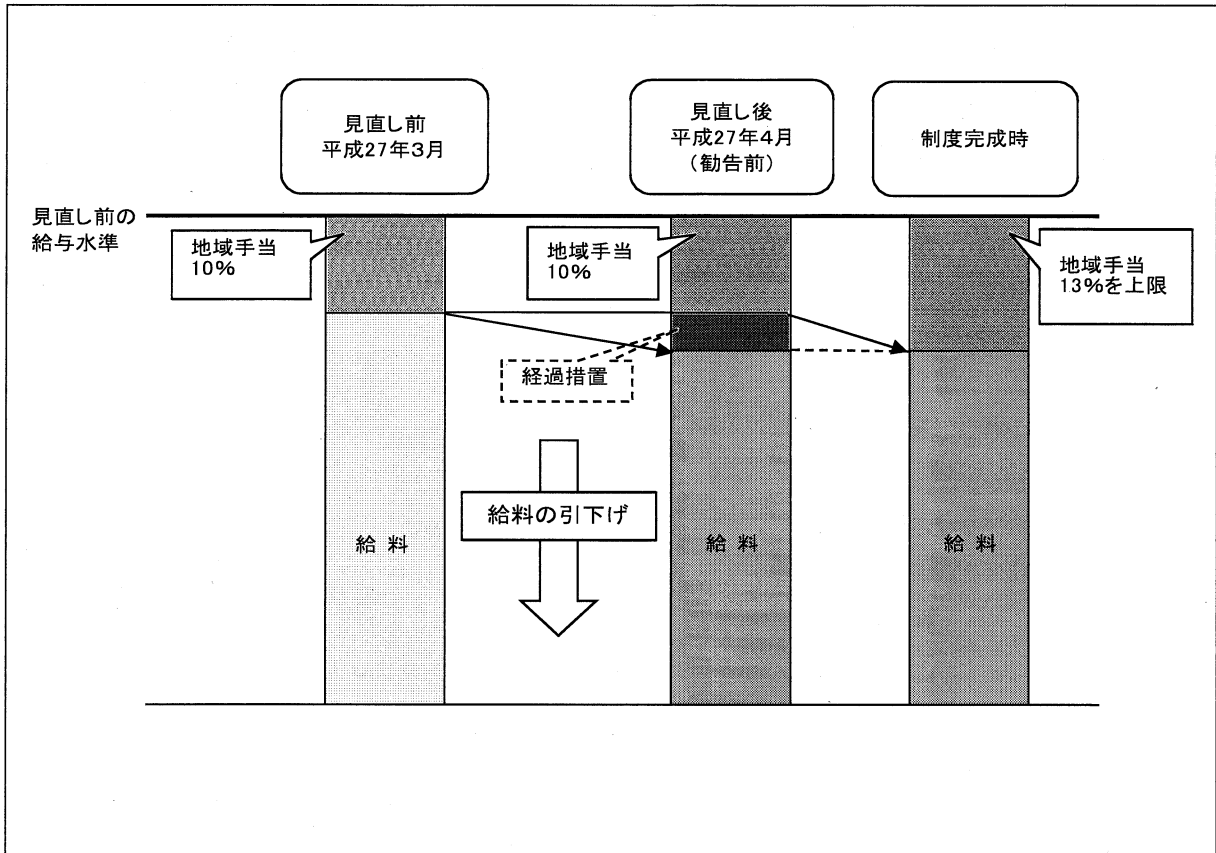 見直し前
平成27年3月
見直し後
平成27年4月
（勧告前）
制度完成時
見直し前の
給与水準
地域手当
10%
地域手当
10%
地域手当
13%を上限
経過措置
給料の引下げ
給 料
給 料
給 料